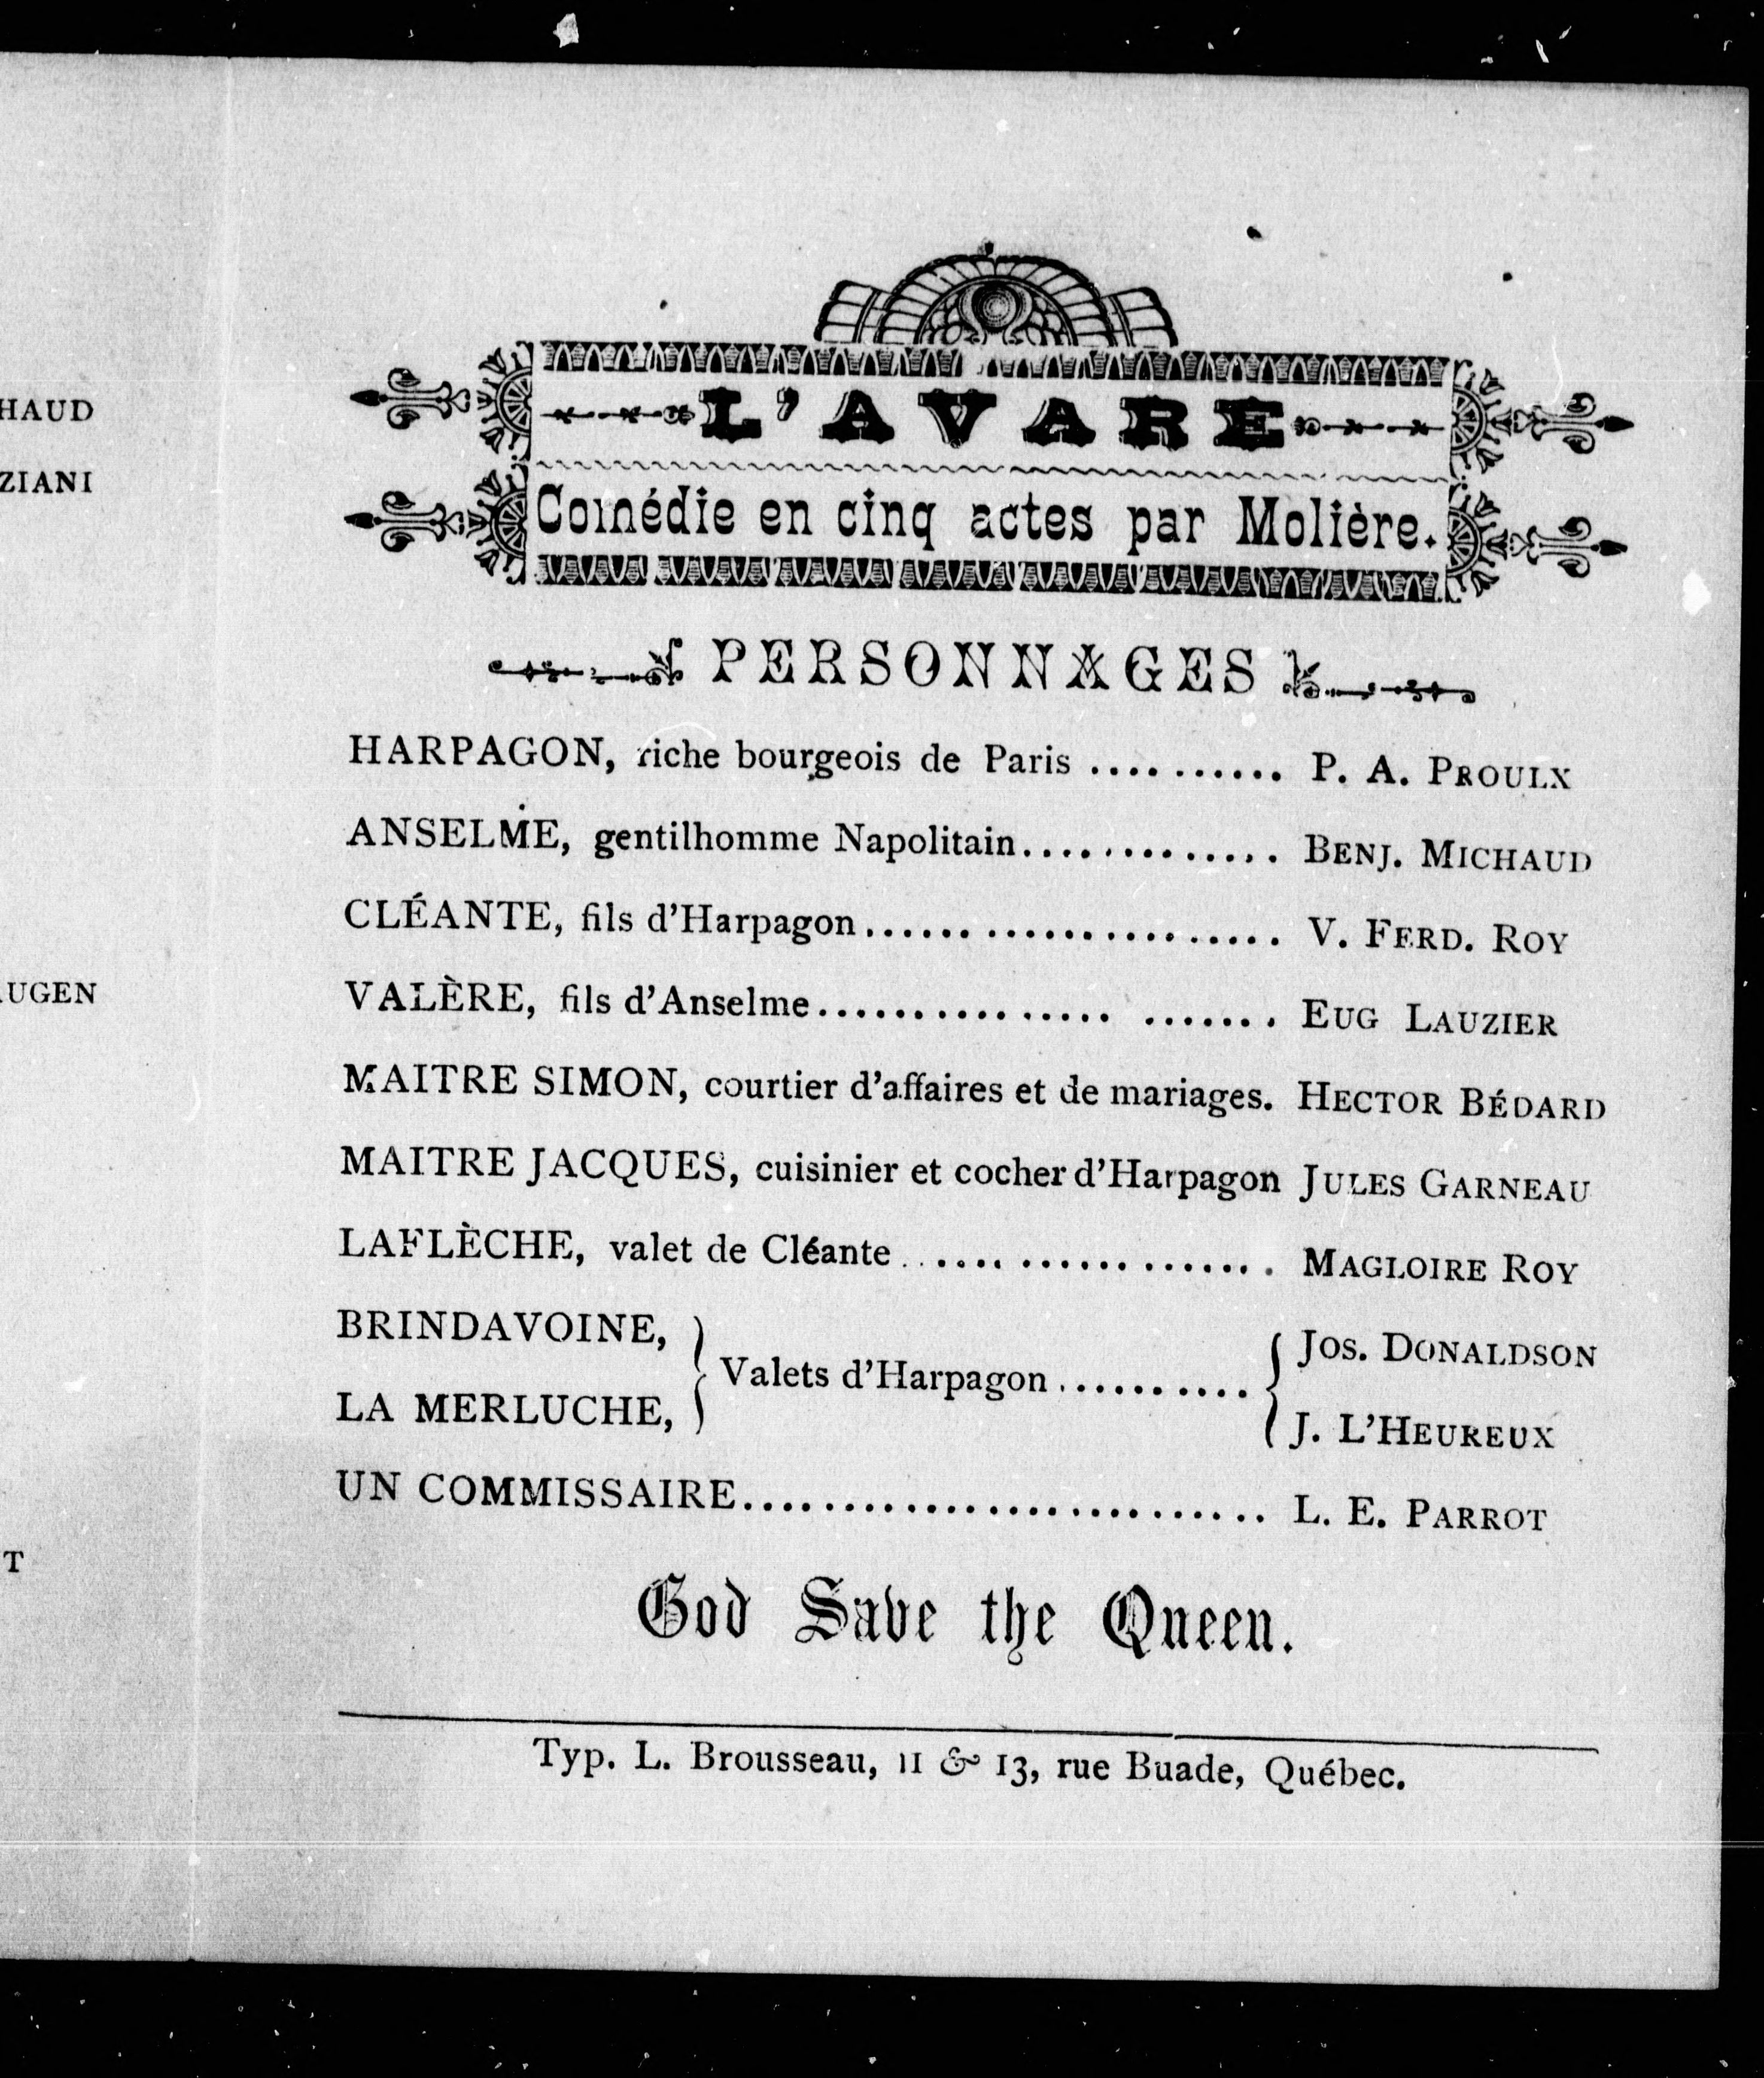 L'AVARE
Comédie en cinq actes par Molière.
PERSONNAGES
HARPAGON, riche bourgeois de Paris .......... P. A. PROULX
ANSELME, gentilhomme Napolitain............. BENJ. MICHAUD
CLÉANTE, fils d'Harpagon..................... V. FERD. ROY
VALÈRE, fils d'Anselme...................... EUG LAUZIER
MAITRE SIMON, courtier d'affaires et de mariages. HECTOR BÉDARD
MAITRE JACQUES, cuisinier et cocher d'Harpagon JULES GARNEAU
LAFLÈCHE, valet de Cléante................... MAGLOIRE ROY
BRINDAVOINE, JOS. DONALDSON
Valets d'Harpagon..........
LA MERLUCHE, J. L'HEUREUX
UN COMMISSAIRE.......................... L. E. PARROT
God Save the Queen.
Typ. L. Brousseau, 11 & 13, rue Buade, Québec.
HAUD
ZIANI
UGEN
T